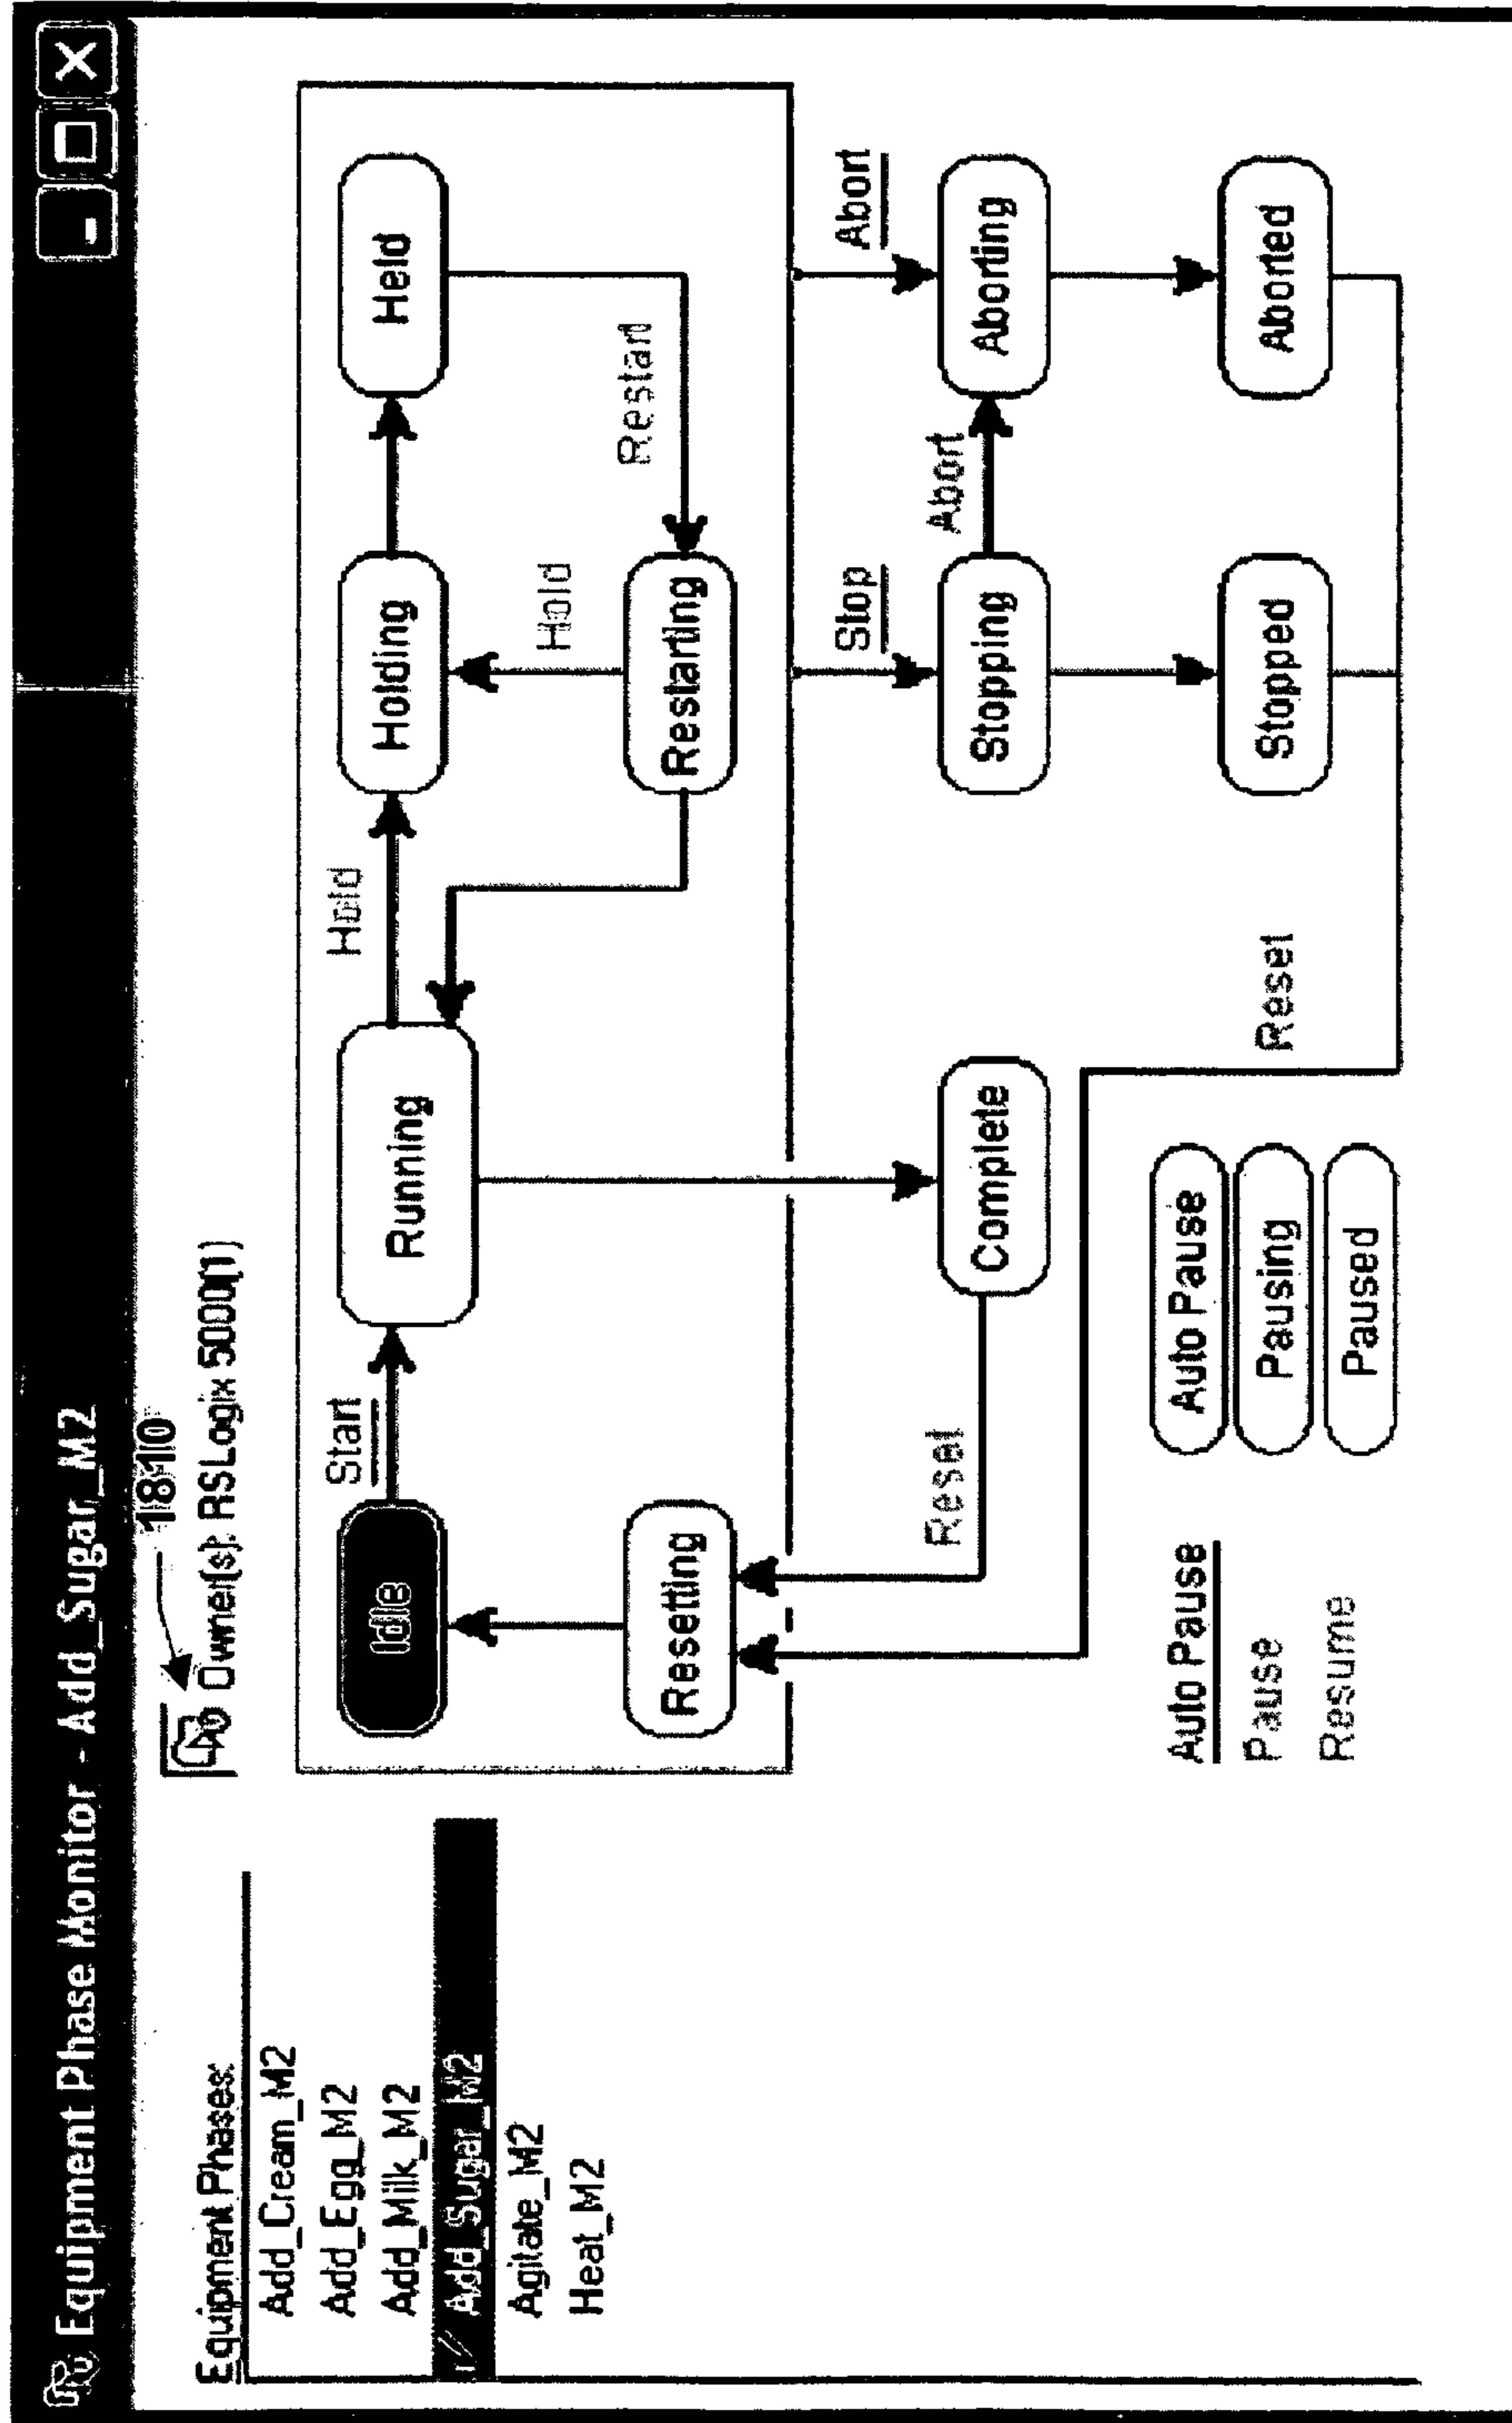 Equipment Phase Monitor - Add_Sugar_M2
1810
Equipment Phases:
Add_Cream_M2
Add_Egg_M2
Add_Milk_M2
Add_Sugar_M2
Agitate_M2
Heat_M2
Owner(s): RSLogix 5000(1)
Start
Hold
Idle
Running
Holding
Held
Hold
Restart
Resetting
Restarting
Stop
Abort
Reset
Complete
Stopping
Abort
Aborting
Auto Pause
Auto Pause
Pause
Pausing
Reset
Stopped
Aborted
Resume
Paused